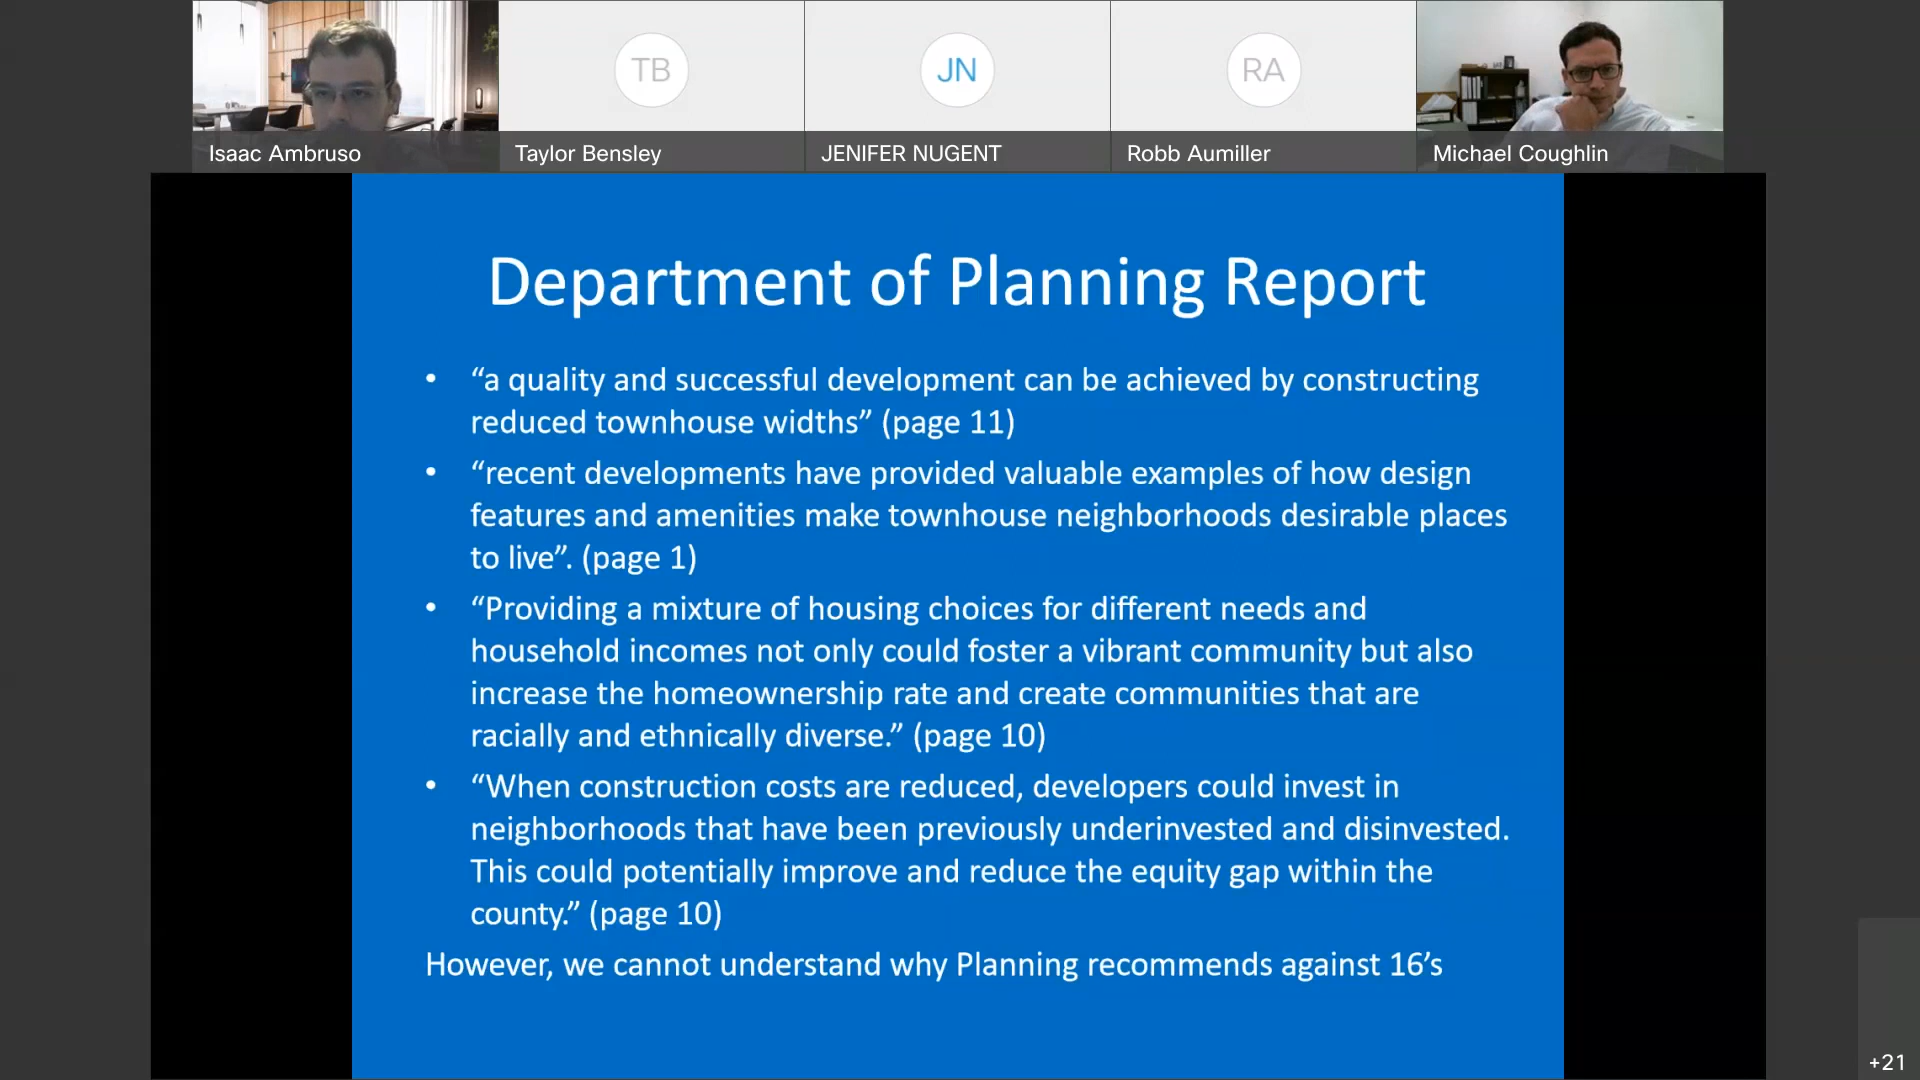 TB
JN
RA
Isaac Ambruso
Taylor Bensley
JENIFER NUGENT
Robb Aumiller
Michael Coughlin
Department of Planning Report
• “a quality and successful development can be achieved by constructing
reduced townhouse widths” (page 11)
• “recent developments have provided valuable examples of how design
features and amenities make townhouse neighborhoods desirable places
to live”. (page 1)
• “Providing a mixture of housing choices for different needs and
household incomes not only could foster a vibrant community but also
increase the homeownership rate and create communities that are
racially and ethnically diverse.” (page 10)
• “When construction costs are reduced, developers could invest in
neighborhoods that have been previously underinvested and disinvested.
This could potentially improve and reduce the equity gap within the
county.” (page 10)
However, we cannot understand why Planning recommends against 16’s
+21